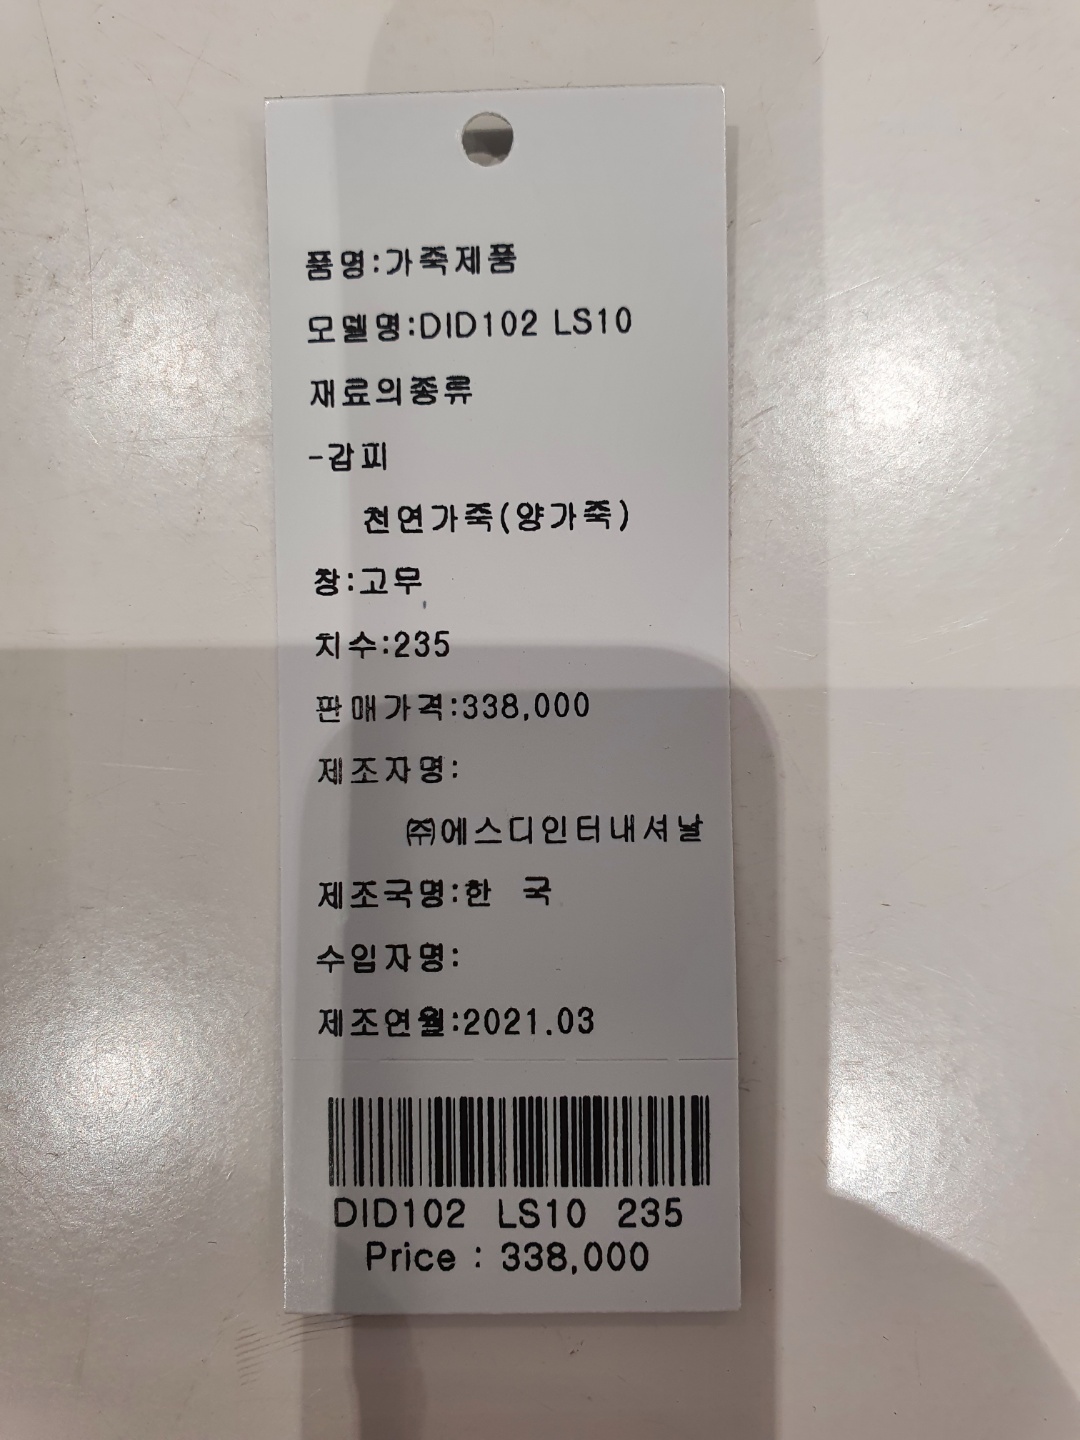 품명:가죽제품
모델명:DID102 LS10
재료의종류
-갑피
천연가죽(양가죽)
창:고무
치수:235
판매가격:338,000
제조자명:
㈜에스디인터내셔날
제조국명:한 국
수입자명:
제조연월:2021.03
DID102 LS10 235
Price : 338,000